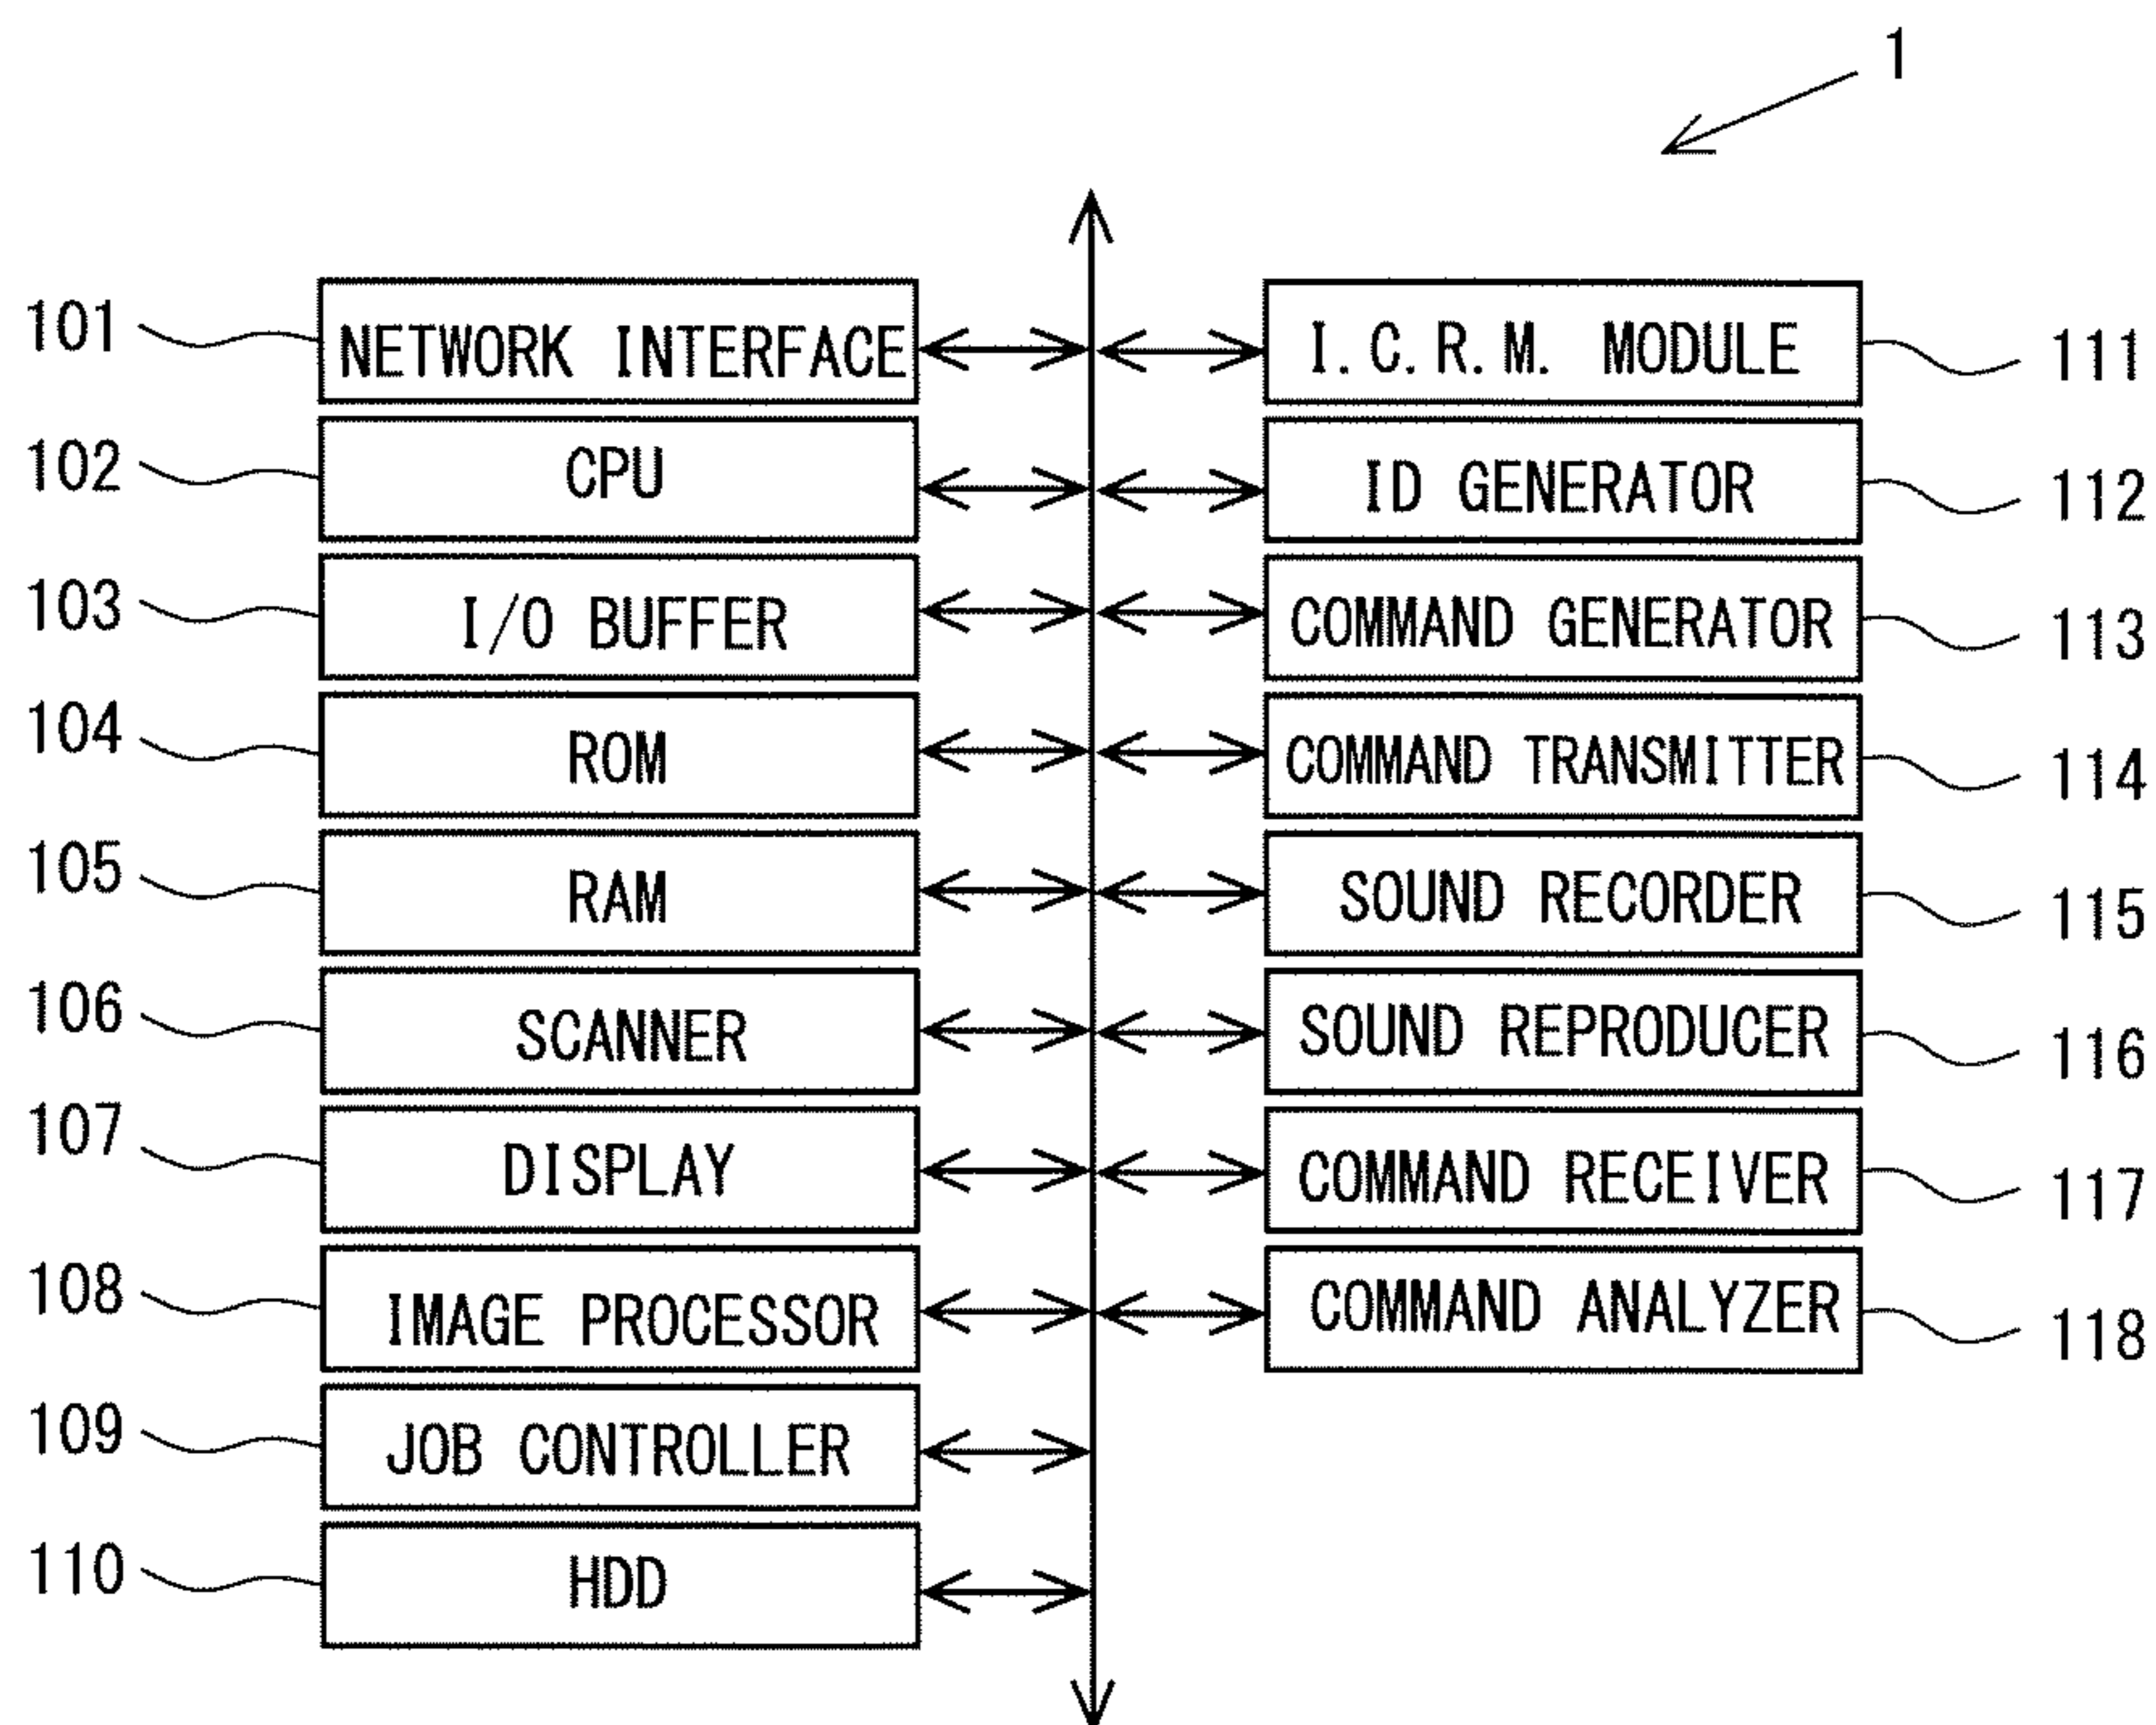 1
101 NETWORK INTERFACE
102 CPU
103 I/O BUFFER
104 ROM
105 RAM
106 SCANNER
107 DISPLAY
108 IMAGE PROCESSOR
109 JOB CONTROLLER
110 HDD
I.C.R.M. MODULE 111
ID GENERATOR 112
COMMAND GENERATOR 113
COMMAND TRANSMITTER 114
SOUND RECORDER 115
SOUND REPRODUCER 116
COMMAND RECEIVER 117
COMMAND ANALYZER 118